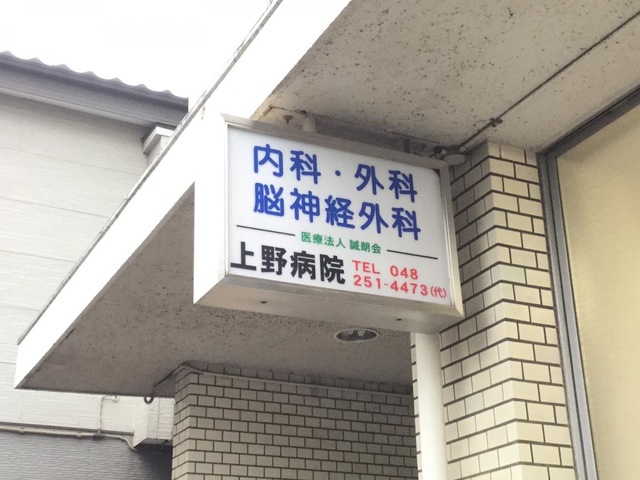 内科・外科
脳神経外科
医療法人 誠朗会
上野病院
TEL 048
251-4473(代)